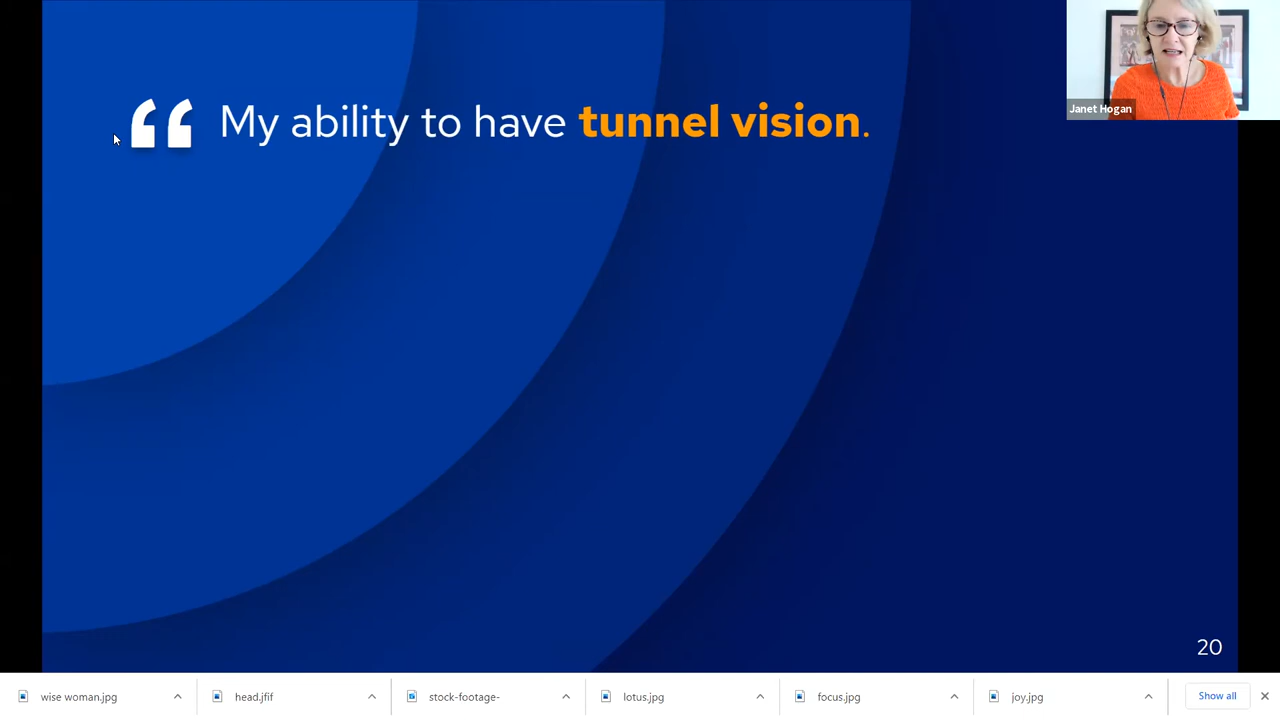 Janet Hogan
“ My ability to have tunnel vision.
20
wise woman.jpg
head.jfif
stock-footage-
lotus.jpg
focus.jpg
joy.jpg
Show all